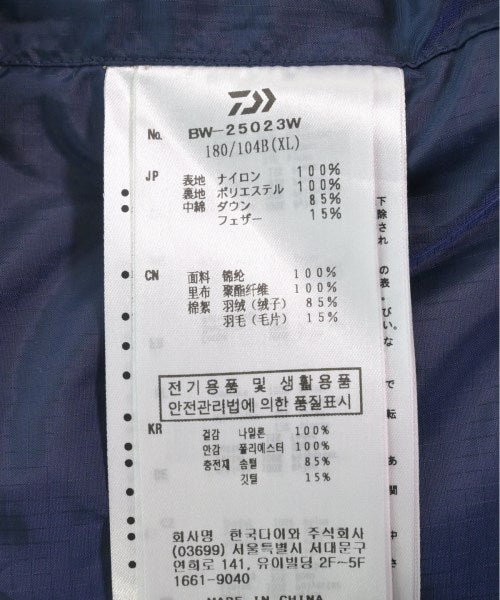 No. BW-25023W
180/104B(XL)
JP 表地 ナイロン 100%
裏地 ポリエステル 100%
中綿 ダウン 85%
フェザー 15%
CN 面料 锦纶 100%
里布 聚酯纤维 100%
棉絮 羽绒(绒子) 85%
羽毛(毛片) 15%
전기용품 및 생활용품
안전관리법에 의한 품질표시
KR 겉감 나일론 100%
안감 폴리에스터 100%
충전재 솜털 85%
깃털 15%
회사명 한국다이와 주식회사
(03699) 서울특별시 서대문구
연희로 141, 유이빌딩 2F~5F
1661-9040